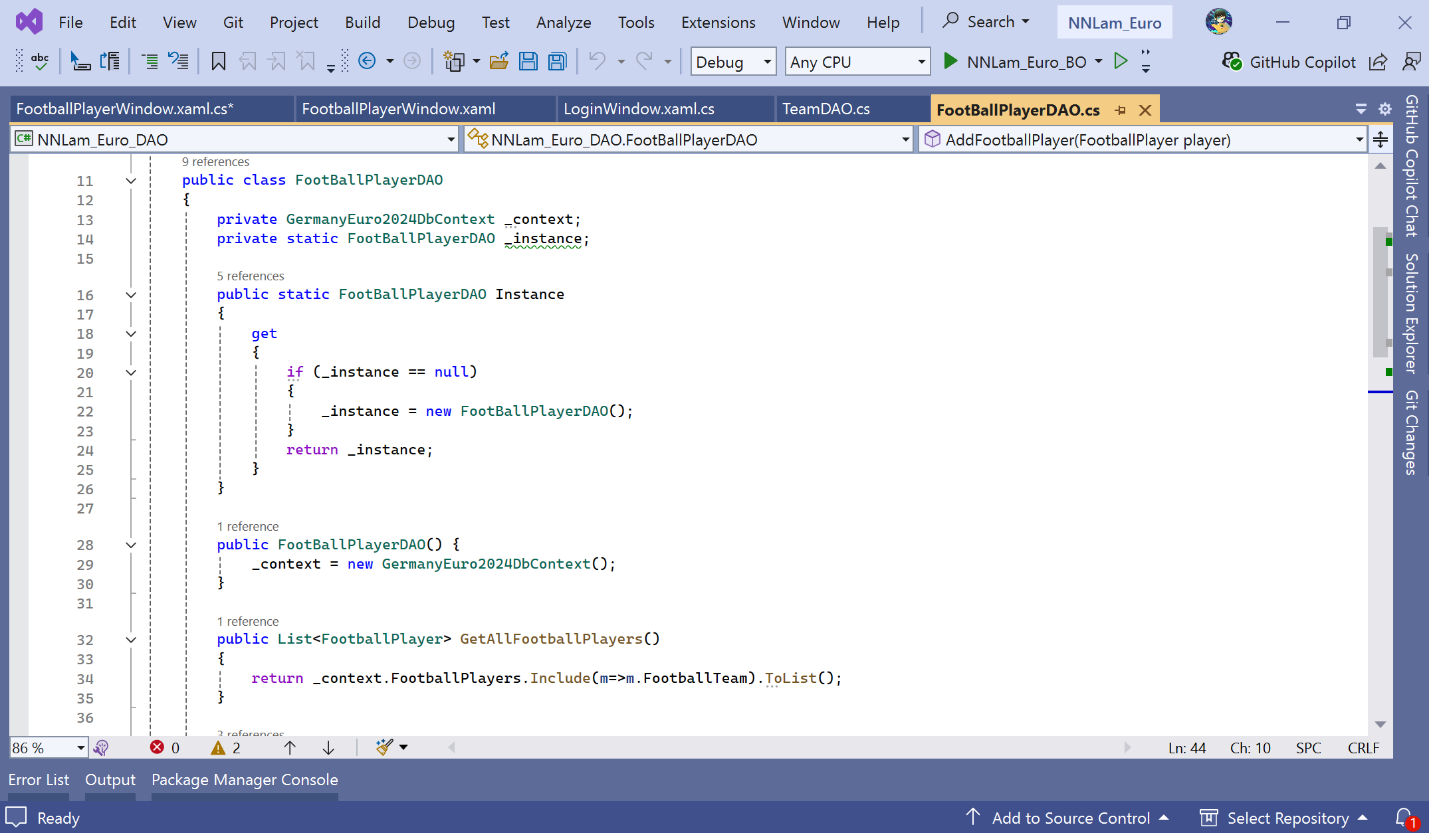 File Edit View Git Project Build Debug Test Analyze Tools Extensions Window Help Search NNLam_Euro
abc Debug Any CPU NNLam_Euro_BO GitHub Copilot
FootballPlayerWindow.xaml.cs* FootballPlayerWindow.xaml LoginWindow.xaml.cs TeamDAO.cs FootBallPlayerDAO.cs
C# NNLam_Euro_DAO NNLam_Euro_DAO.FootBallPlayerDAO AddFootballPlayer(FootballPlayer player)
9 references
11 public class FootBallPlayerDAO
12 {
13 private GermanyEuro2024DbContext _context;
14 private static FootBallPlayerDAO _instance;
15
5 references
16 public static FootBallPlayerDAO Instance
17 {
18 get
19 {
20 if (_instance == null)
21 {
22 _instance = new FootBallPlayerDAO();
23 }
24 return _instance;
25 }
26 }
27
1 reference
28 public FootBallPlayerDAO() {
29 _context = new GermanyEuro2024DbContext();
30 }
31
1 reference
32 public List<FootballPlayer> GetAllFootballPlayers()
33 {
34 return _context.FootballPlayers.Include(m=>m.FootballTeam).ToList();
35 }
36
3 references
86 % 0 2 Ln: 44 Ch: 10 SPC CRLF
Error List Output Package Manager Console
Ready Add to Source Control Select Repository 1
GitHub Copilot Chat
Solution Explorer
Git Changes